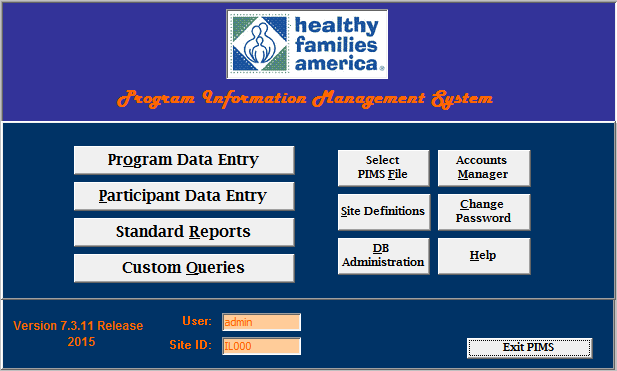 healthy
families
america®
Program Information Management System
Program Data Entry
Participant Data Entry
Standard Reports
Custom Queries
Select
PIMS File
Accounts
Manager
Site Definitions
Change
Password
DB
Administration
Help
Version 7.3.11 Release
2015
User: admin
Site ID: IL000
Exit PIMS